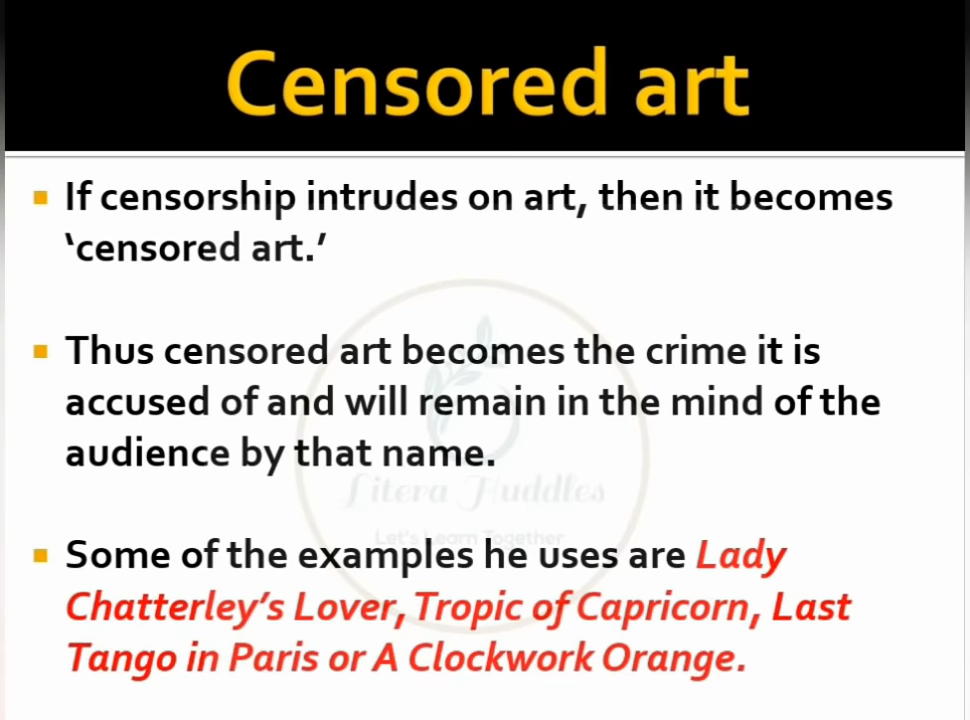 Censored art
If censorship intrudes on art, then it becomes
‘censored art.’
Thus censored art becomes the crime it is
accused of and will remain in the mind of the
audience by that name.
Litera Huddles
Let's Learn Together
Some of the examples he uses are Lady
Chatterley’s Lover, Tropic of Capricorn, Last
Tango in Paris or A Clockwork Orange.